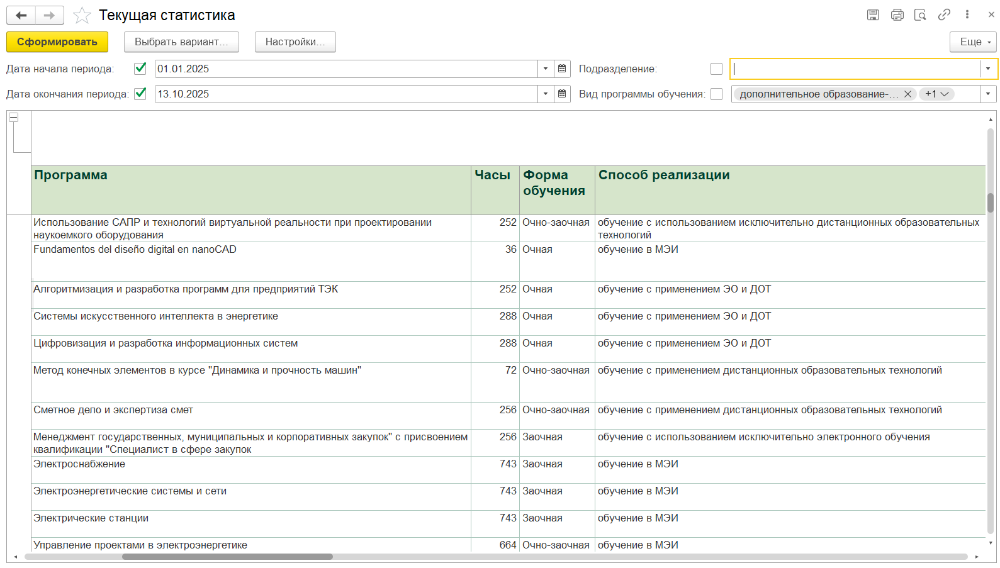 Текущая статистика
Сформировать
Выбрать вариант...
Настройки...
Еще
Дата начала периода:
01.01.2025
Подразделение:
Дата окончания периода:
13.10.2025
Вид программы обучения:
дополнительное образование-...
+1
Программа
Часы
Форма
обучения
Способ реализации
Использование САПР и технологий виртуальной реальности при проектировании
наукоемкого оборудования
252
Очно-заочная
обучение с использованием исключительно дистанционных образовательных
технологий
Fundamentos del diseño digital en nanoCAD
36
Очная
обучение в МЭИ
Алгоритмизация и разработка программ для предприятий ТЭК
252
Очная
обучение с применением ЭО и ДОТ
Системы искусственного интеллекта в энергетике
288
Очная
обучение с применением ЭО и ДОТ
Цифровизация и разработка информационных систем
288
Очная
обучение с применением ЭО и ДОТ
Метод конечных элементов в курсе "Динамика и прочность машин"
72
Очно-заочная
обучение с применением дистанционных образовательных технологий
Сметное дело и экспертиза смет
256
Очно-заочная
обучение с применением дистанционных образовательных технологий
Менеджмент государственных, муниципальных и корпоративных закупок" с присвоением
квалификации "Специалист в сфере закупок
256
Заочная
обучение с использованием исключительно электронного обучения
Электроснабжение
743
Заочная
обучение в МЭИ
Электроэнергетические системы и сети
743
Заочная
обучение в МЭИ
Электрические станции
743
Заочная
обучение в МЭИ
Управление проектами в электроэнергетике
664
Очно-заочная
обучение в МЭИ